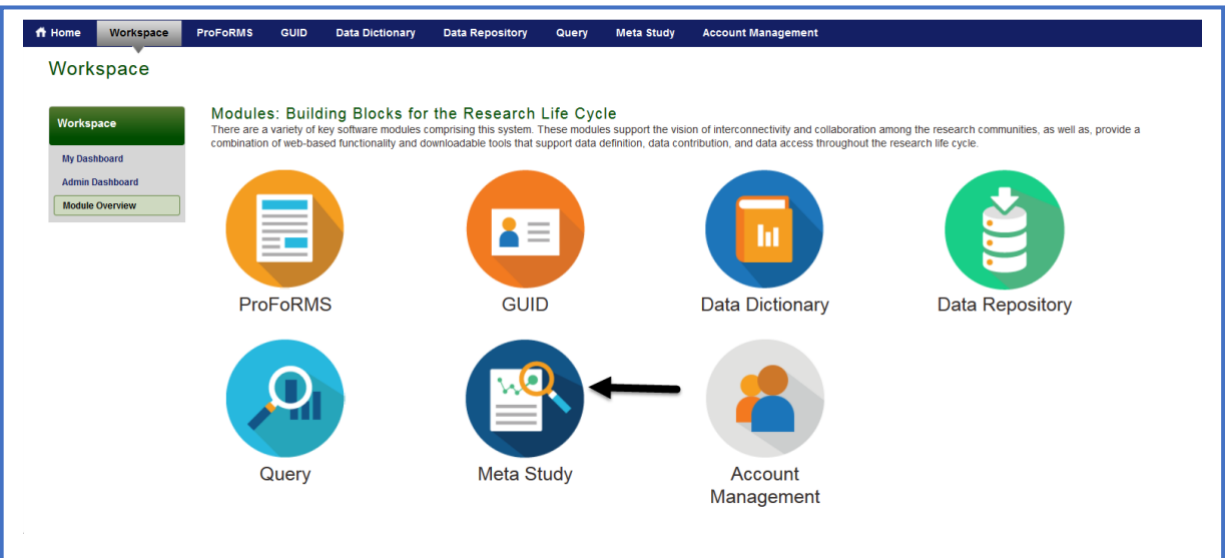 Home Workspace ProFoRMS GUID Data Dictionary Data Repository Query Meta Study Account Management
Workspace
Workspace
My Dashboard
Admin Dashboard
Module Overview
Modules: Building Blocks for the Research Life Cycle
There are a variety of key software modules comprising this system. These modules support the vision of interconnectivity and collaboration among the research communities, as well as, provide a
combination of web-based functionality and downloadable tools that support data definition, data contribution, and data access throughout the research life cycle.
ProFoRMS GUID Data Dictionary Data Repository
Query Meta Study Account
Management